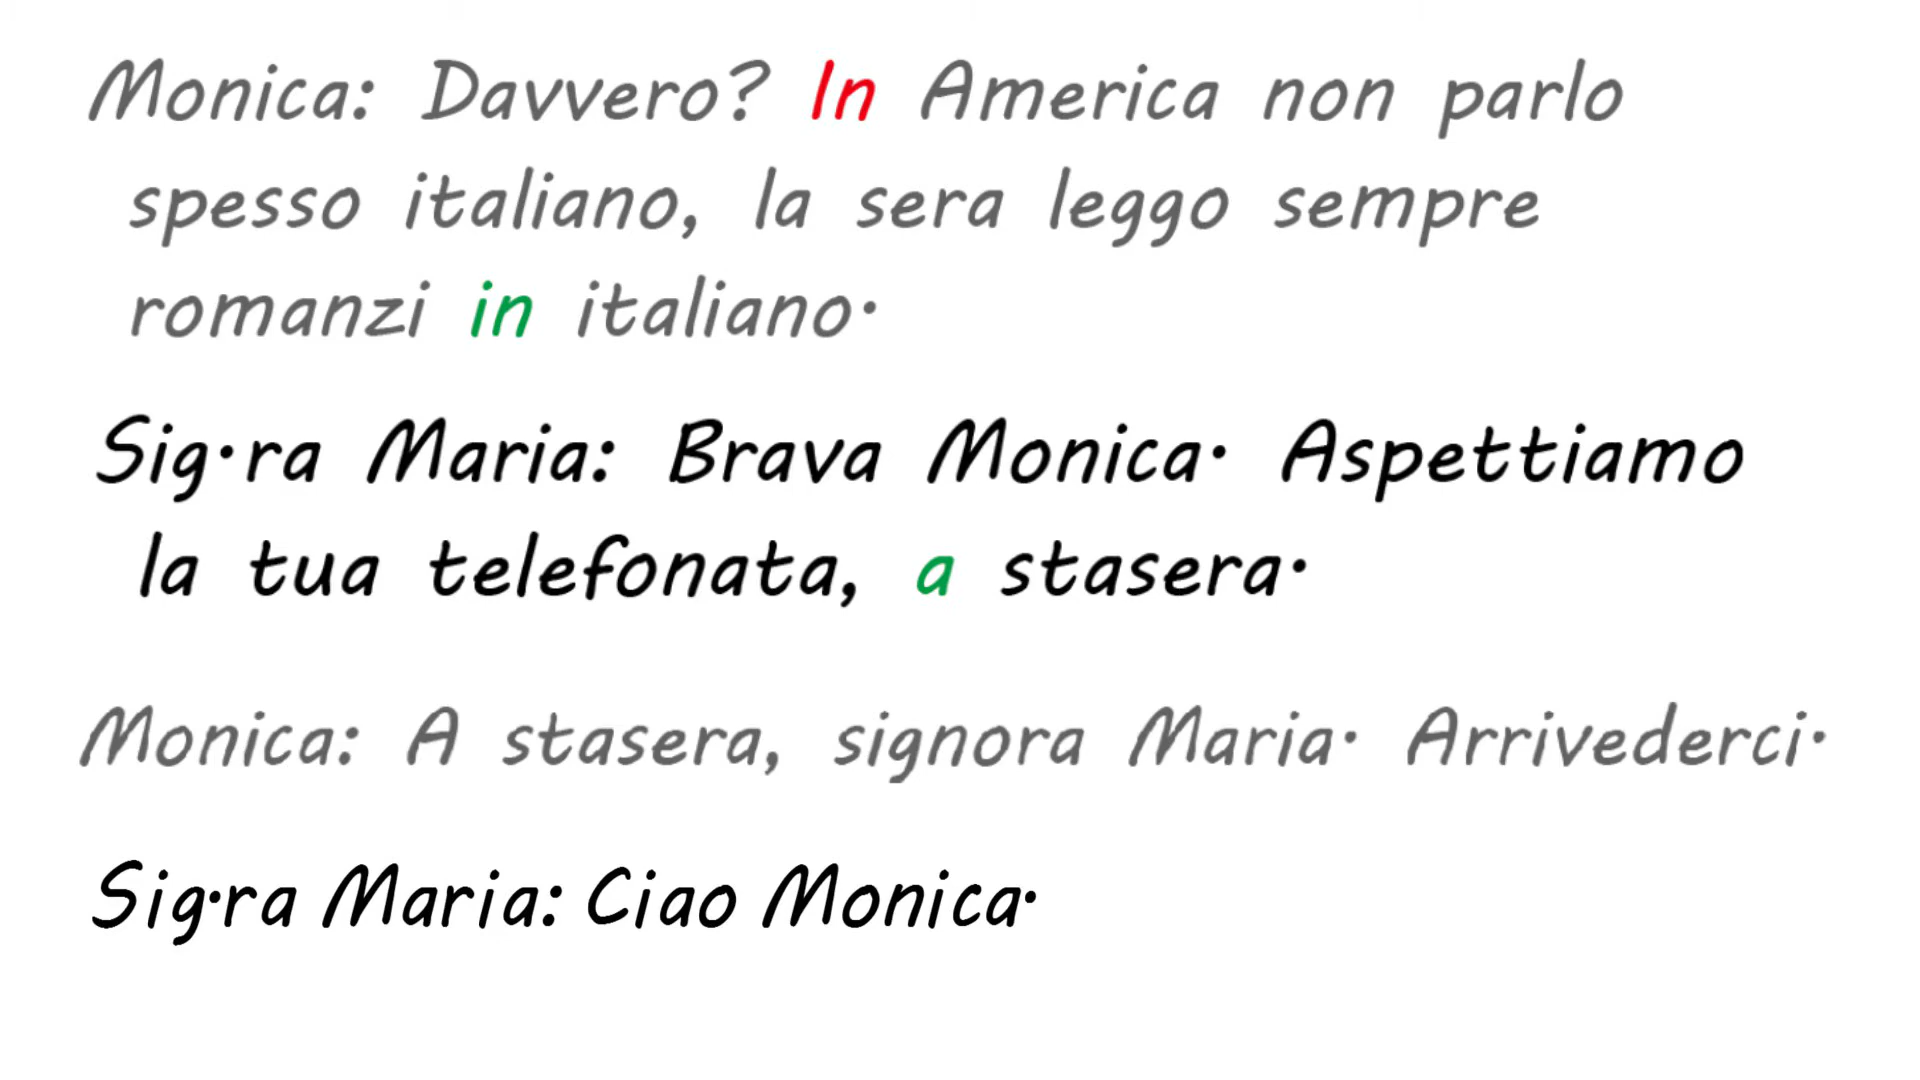 Monica: Davvero? In America non parlo
spesso italiano, la sera leggo sempre
romanzi in italiano.
Sig.ra Maria: Brava Monica. Aspettiamo
la tua telefonata, a stasera.
Monica: A stasera, signora Maria. Arrivederci.
Sig.ra Maria: Ciao Monica.